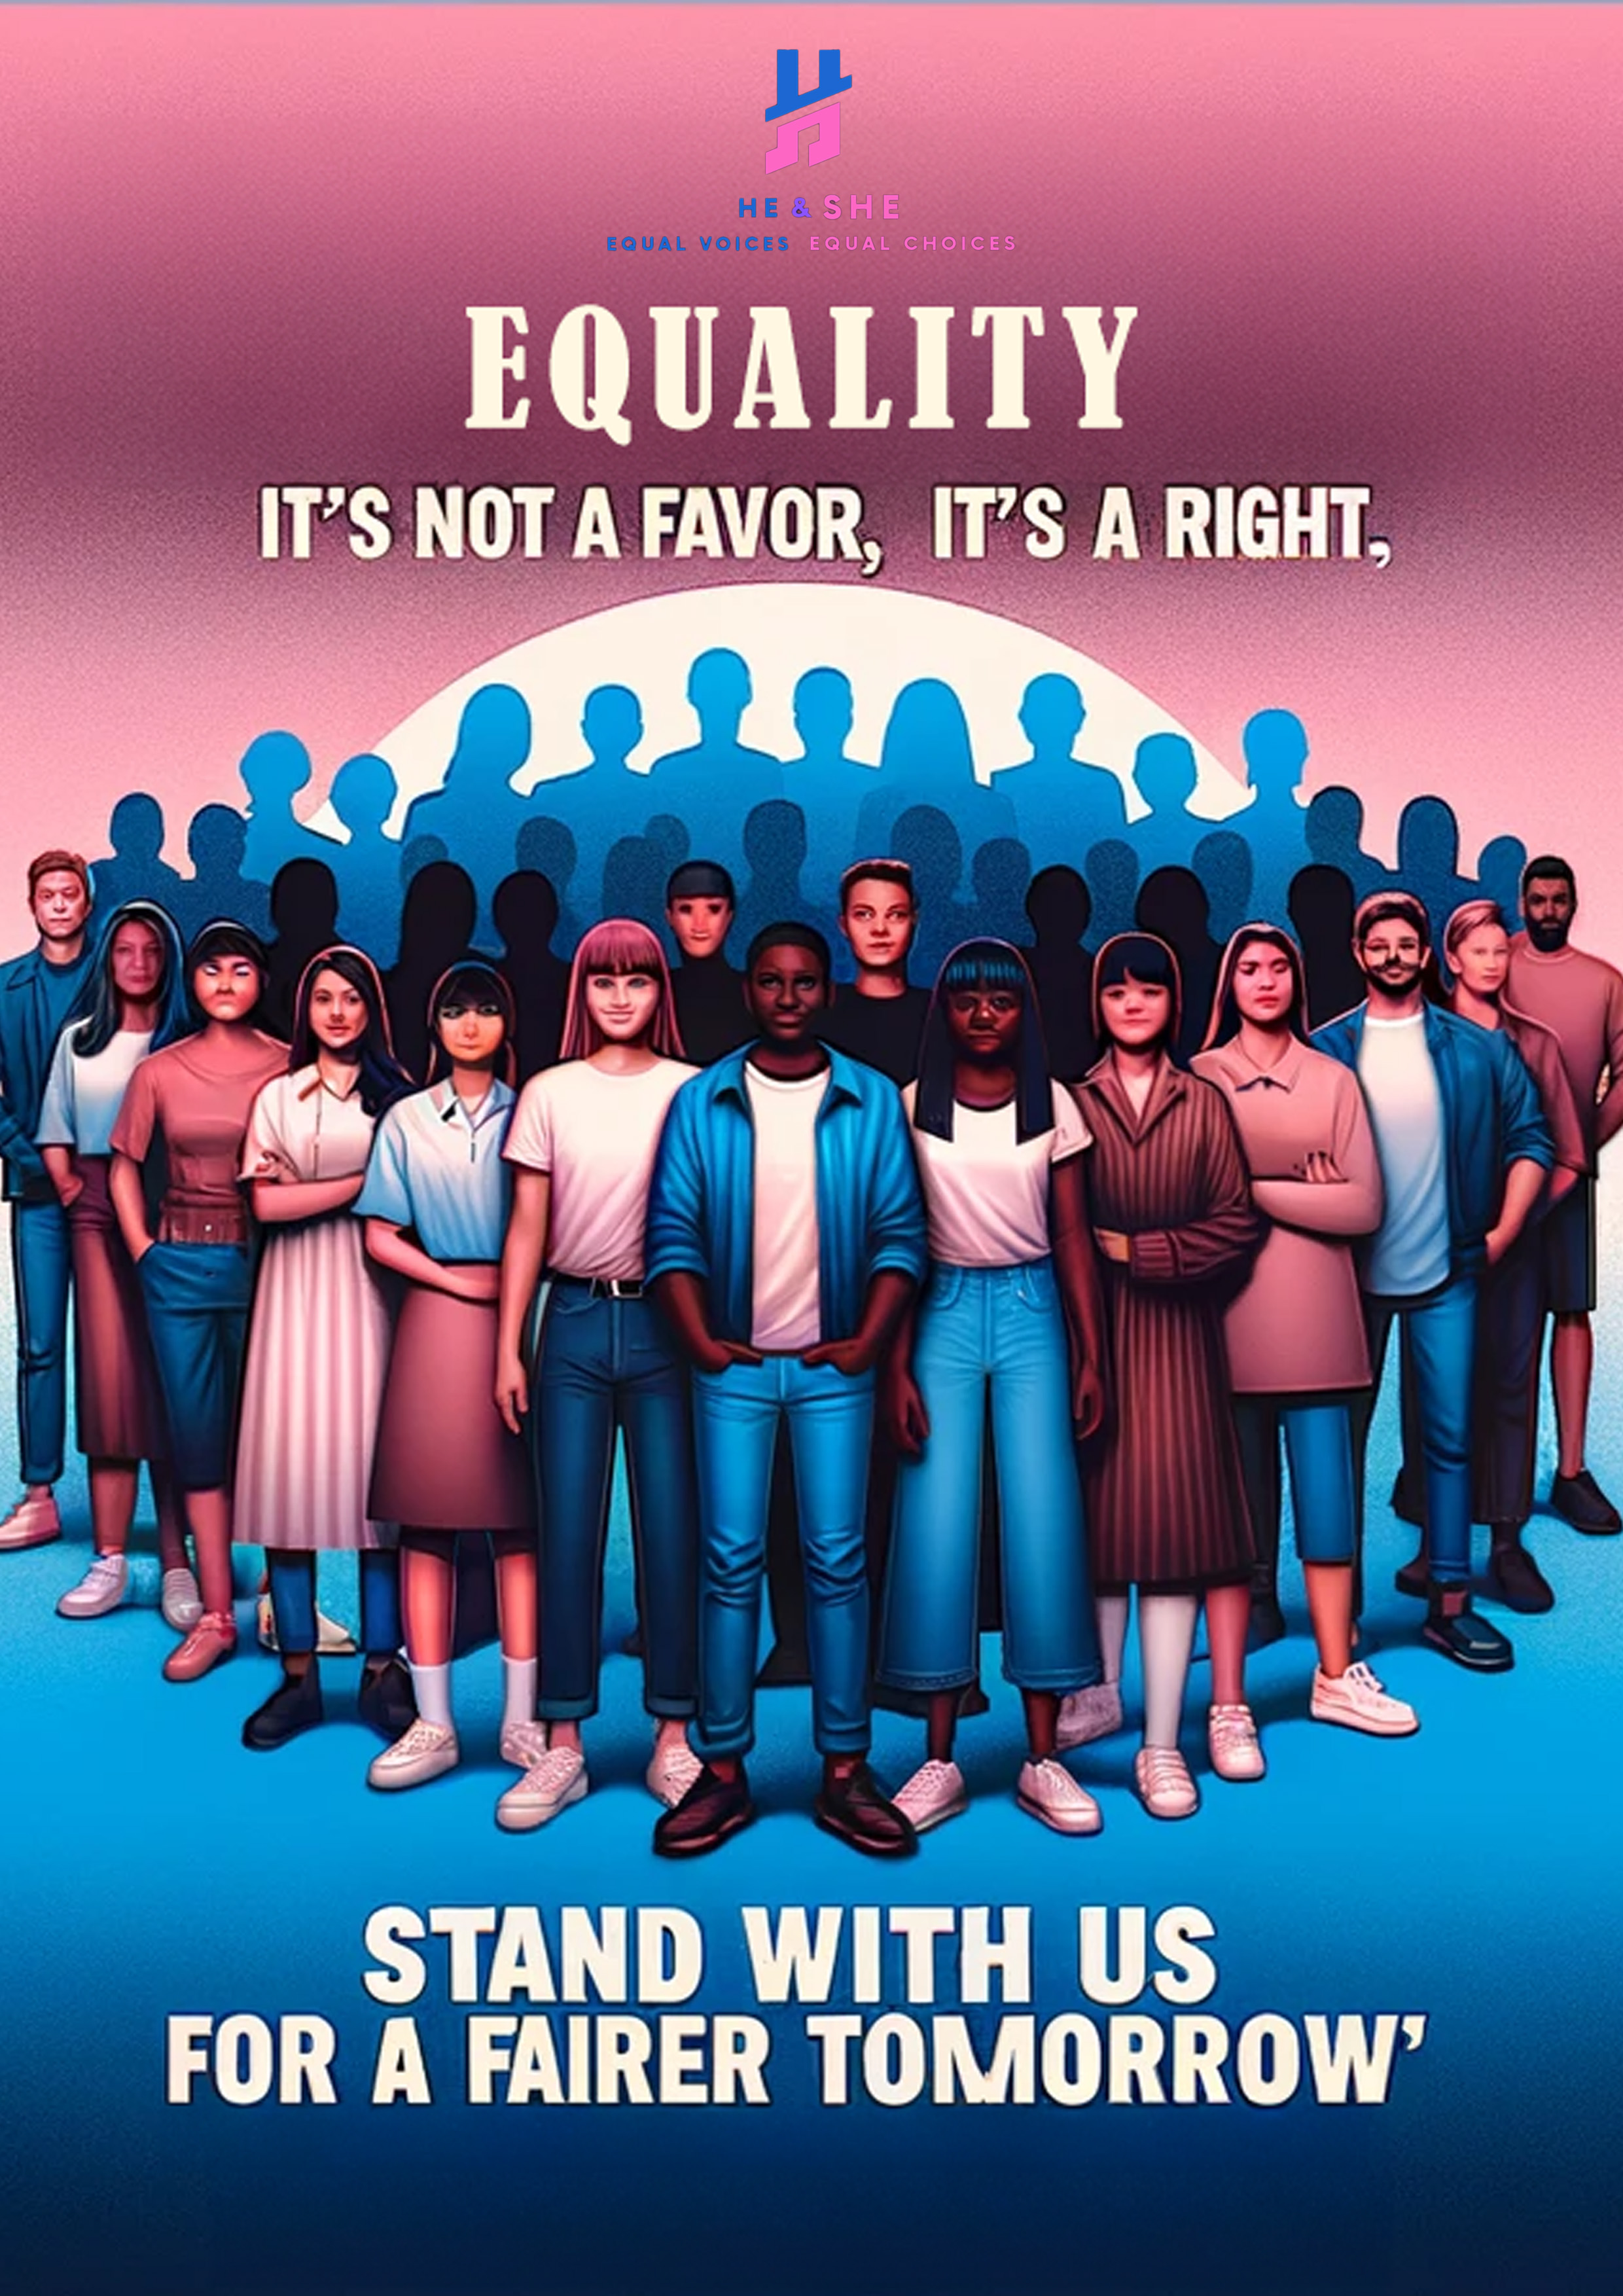 HE & SHE
EQUAL VOICES EQUAL CHOICES
EQUALITY
IT'S NOT A FAVOR, IT'S A RIGHT,
STAND WITH US
FOR A FAIRER TOMORROW'